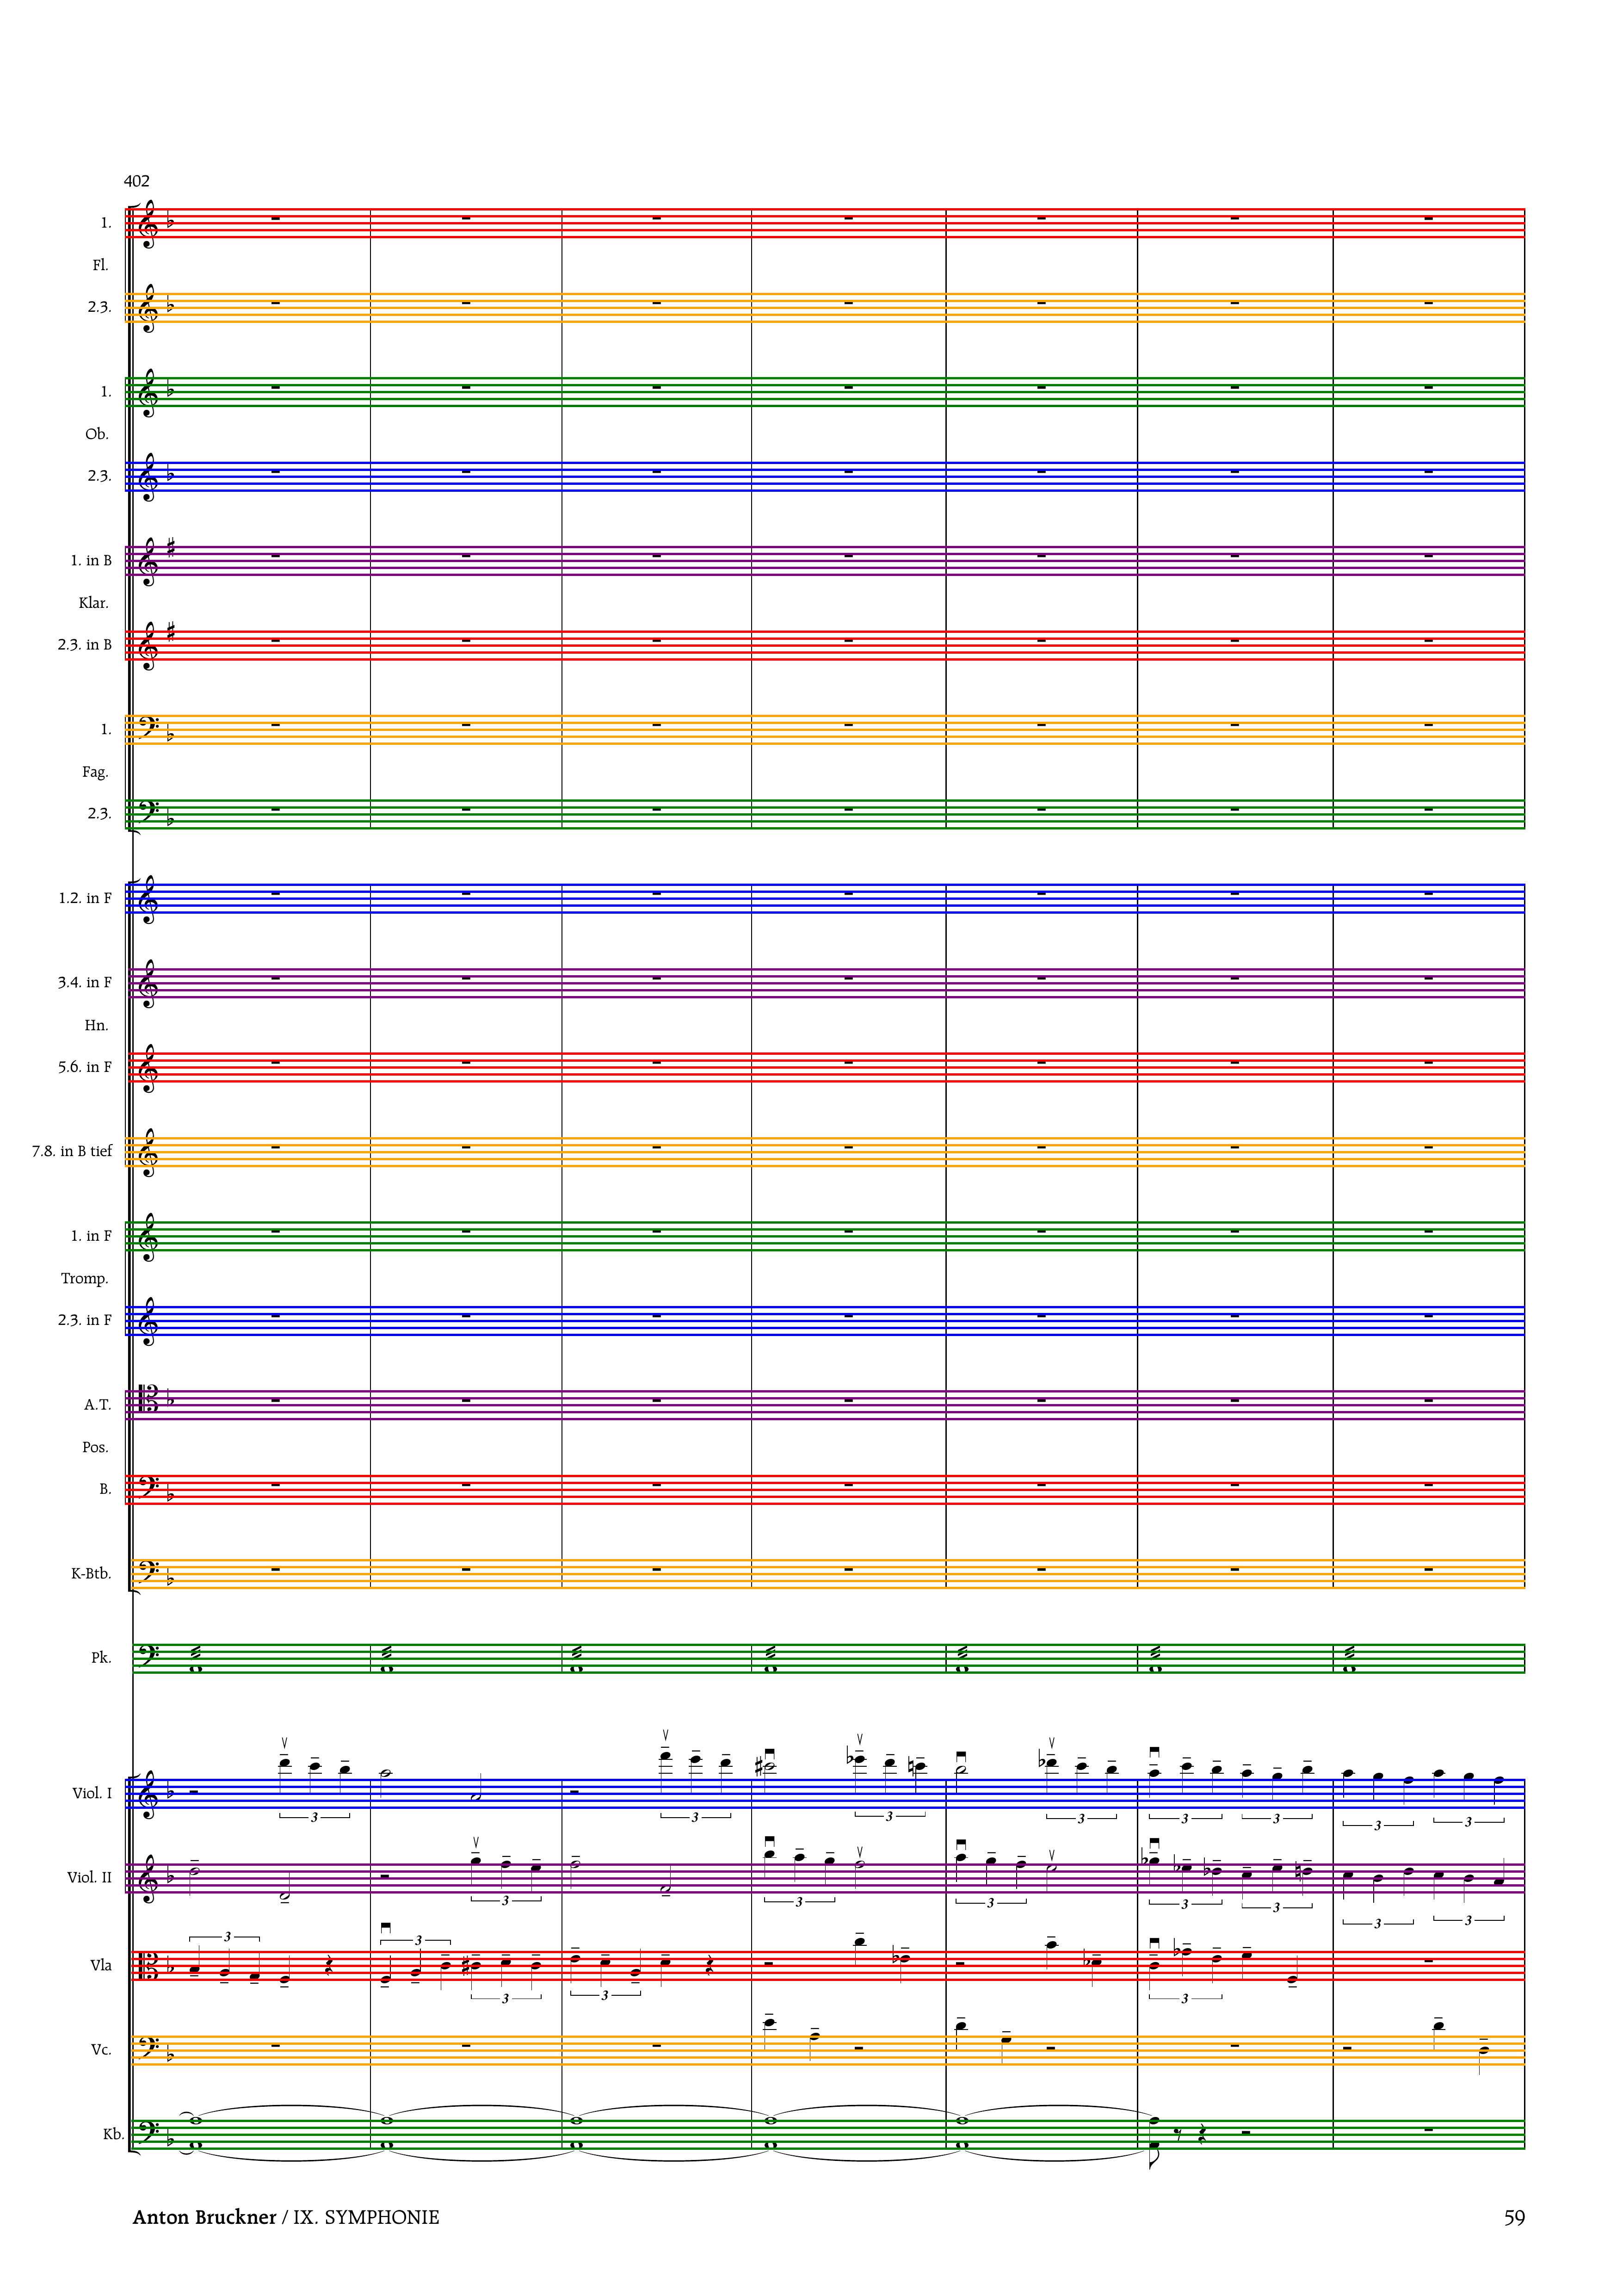 402
1.
Fl.
2.3.
1.
Ob.
2.3.
1. in B
Klar.
2.3. in B
1.
Fag.
2.3.
1.2. in F
3.4. in F
Hn.
5.6. in F
7.8. in B tief
1. in F
Tromp.
2.3. in F
A.T.
Pos.
B.
K-Btb.
Pk.
Viol. I
3 3 3 3 3 3 3 3
Viol. II
3 3 3 3 3 3 3
Vla
3 3 3 3 3
Vc.
Kb.
Anton Bruckner / IX. SYMPHONIE 59